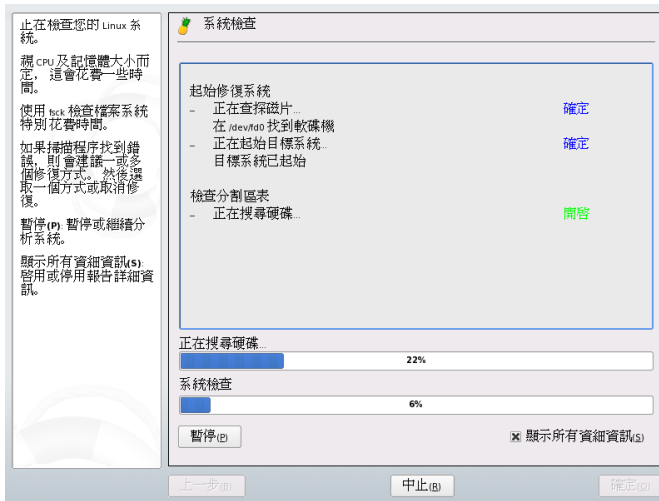 正在檢查您的 Linux 系
統。
視 CPU 及記憶體大小而
定，這會花費一些時
間。
使用 fsck 檢查檔案系統
特別花費時間。
如果掃描程序找到錯
誤，則會建議一或多
個修復方式。然後選
取一個方式或取消修
復。
暫停(P): 暫停或繼續分
析系統。
顯示所有資細資訊(S):
啓用或停用報告詳細資
訊。
系統檢查
起始修復系統
– 正在查探磁片... 確定
在 /dev/fd0 找到軟碟機
– 正在起始目標系統... 確定
目標系統已起始
檢查分割區表
– 正在搜尋硬碟... 開啓
正在搜尋硬碟...
22%
系統檢查
6%
暫停(P)
顯示所有資細資訊(S)
上一步(B)
中止(R)
確定(O)